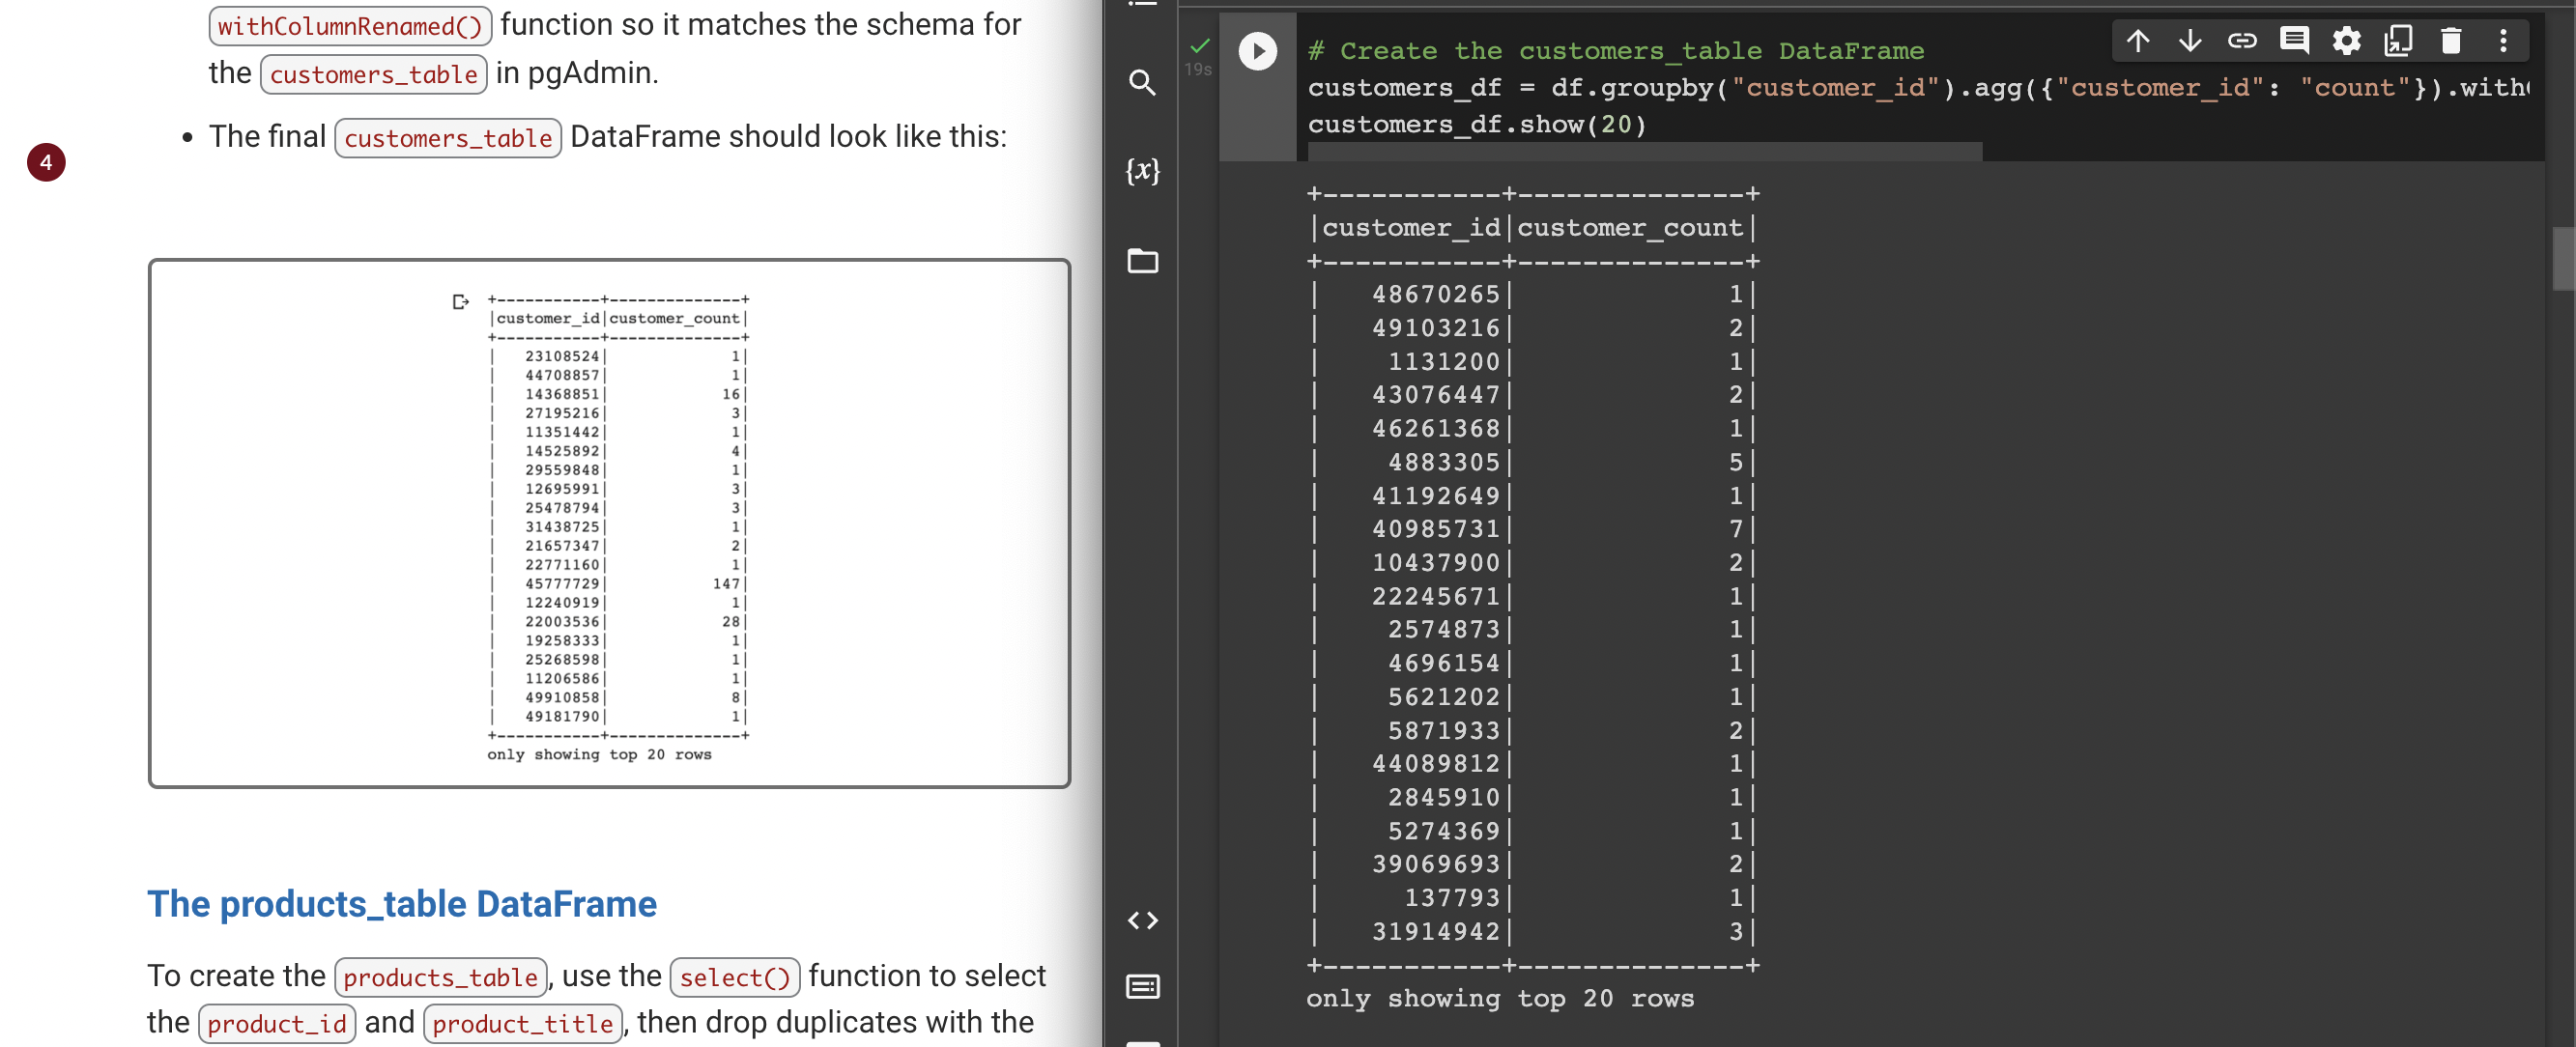 withColumnRenamed() function so it matches the schema for
the customers_table in pgAdmin.
4
• The final customers_table DataFrame should look like this:
+-----------+--------------+
|customer_id|customer_count|
+-----------+--------------+
| 23108524| 1|
| 44708857| 1|
| 14368851| 16|
| 27195216| 3|
| 11351442| 1|
| 14525892| 4|
| 29559848| 1|
| 12695991| 3|
| 25478794| 3|
| 31438725| 1|
| 21657347| 2|
| 22771160| 1|
| 45777729| 147|
| 12240919| 1|
| 22003536| 28|
| 19258333| 1|
| 25268598| 1|
| 11206586| 1|
| 49910858| 8|
| 49181790| 1|
+-----------+--------------+
only showing top 20 rows
The products_table DataFrame
To create the products_table, use the select() function to select
the product_id and product_title, then drop duplicates with the
{x}
19s
# Create the customers_table DataFrame
customers_df = df.groupby("customer_id").agg({"customer_id": "count"}).with
customers_df.show(20)
+-----------+--------------+
|customer_id|customer_count|
+-----------+--------------+
| 48670265| 1|
| 49103216| 2|
| 1131200| 1|
| 43076447| 2|
| 46261368| 1|
| 4883305| 5|
| 41192649| 1|
| 40985731| 7|
| 10437900| 2|
| 22245671| 1|
| 2574873| 1|
| 4696154| 1|
| 5621202| 1|
| 5871933| 2|
| 44089812| 1|
| 2845910| 1|
| 5274369| 1|
| 39069693| 2|
| 137793| 1|
| 31914942| 3|
+-----------+--------------+
only showing top 20 rows